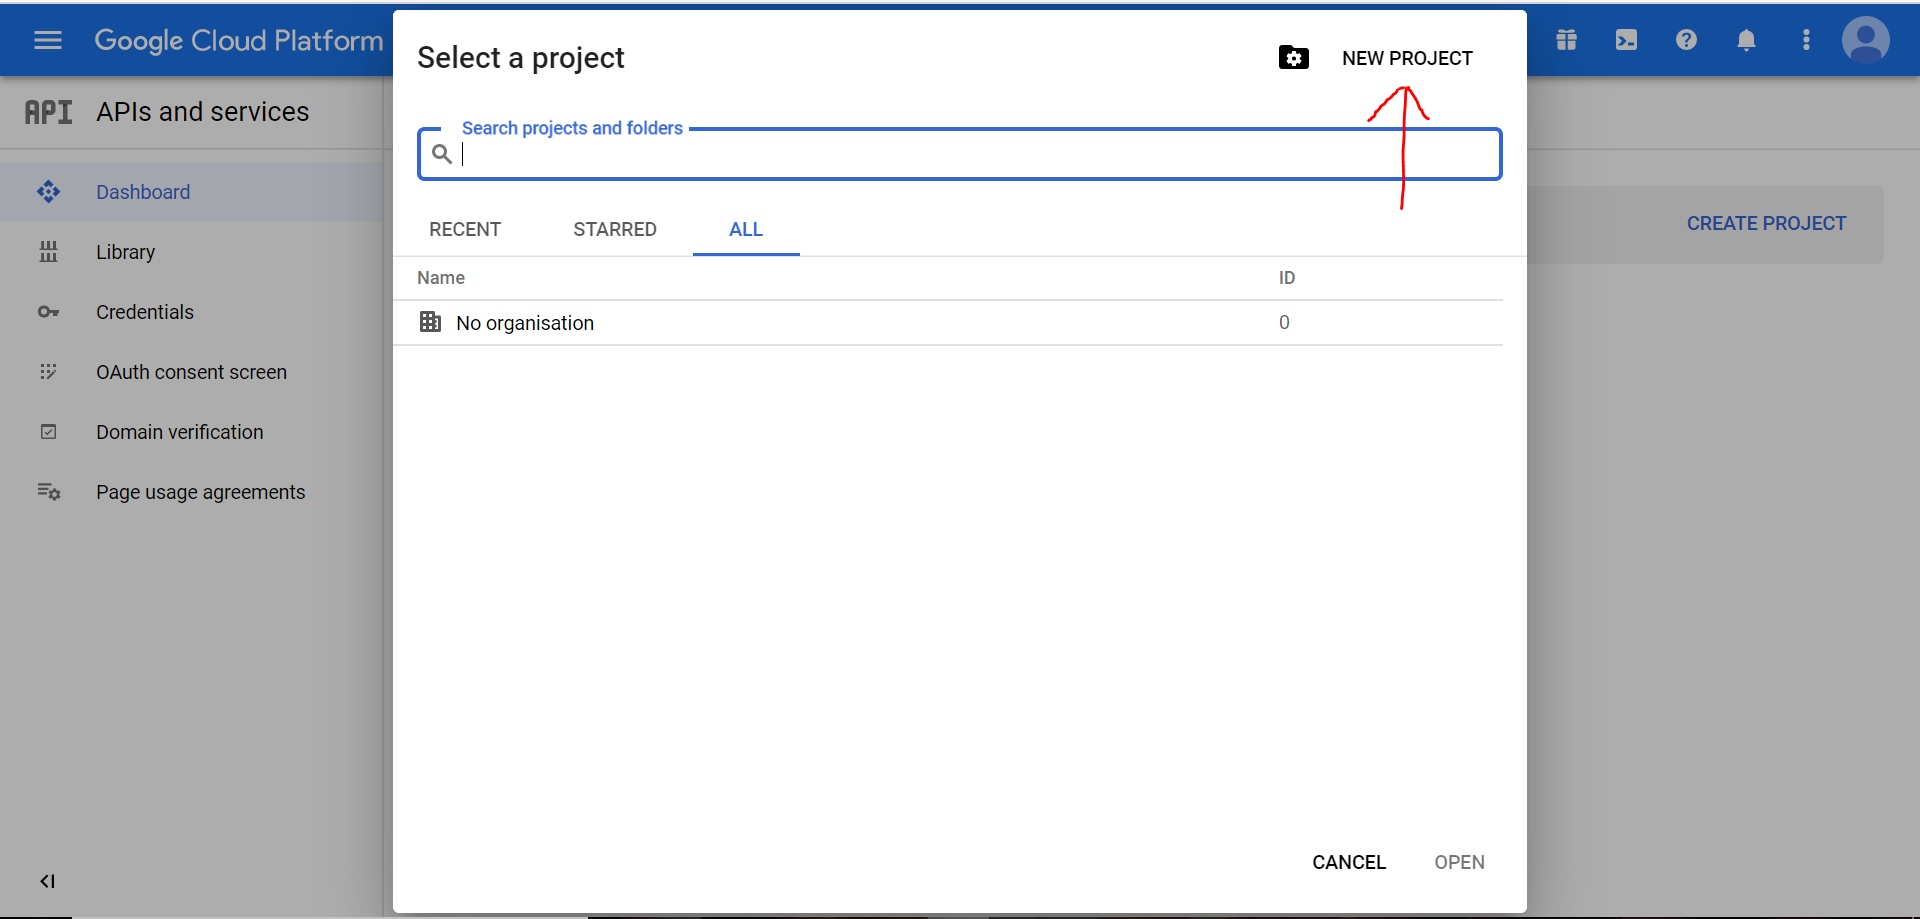 Google Cloud Platform
Select a project
NEW PROJECT
API APIs and services
Search projects and folders
Dashboard
Library
Credentials
OAuth consent screen
Domain verification
Page usage agreements
RECENT STARRED ALL
CREATE PROJECT
Name ID
No organisation 0
CANCEL OPEN